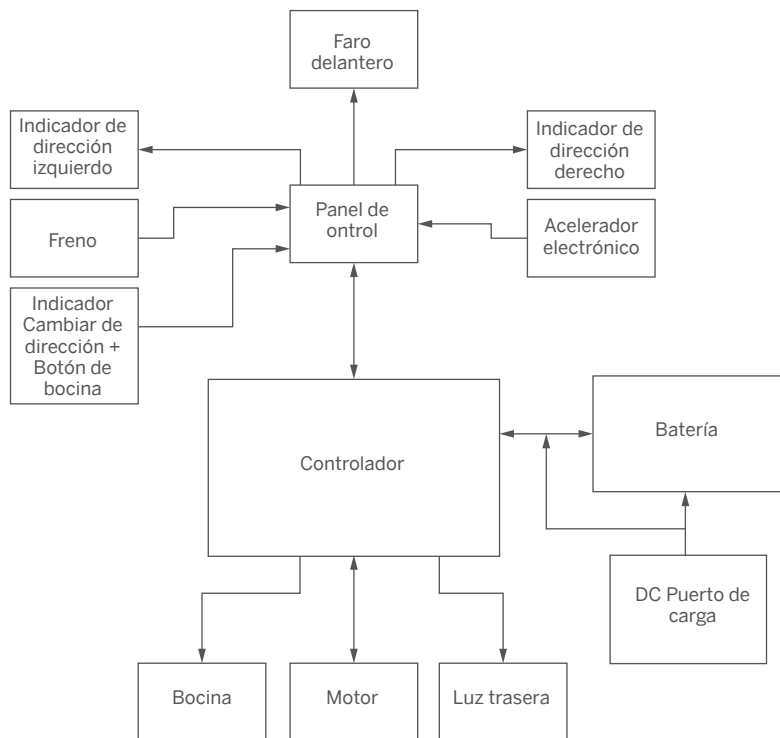 Faro
delantero
Indicador de
dirección
izquierdo
Indicador de
dirección
derecho
Freno
Panel de
ontrol
Acelerador
electrónico
Indicador
Cambiar de
dirección +
Botón de
bocina
Controlador
Batería
DC Puerto de
carga
Bocina
Motor
Luz trasera